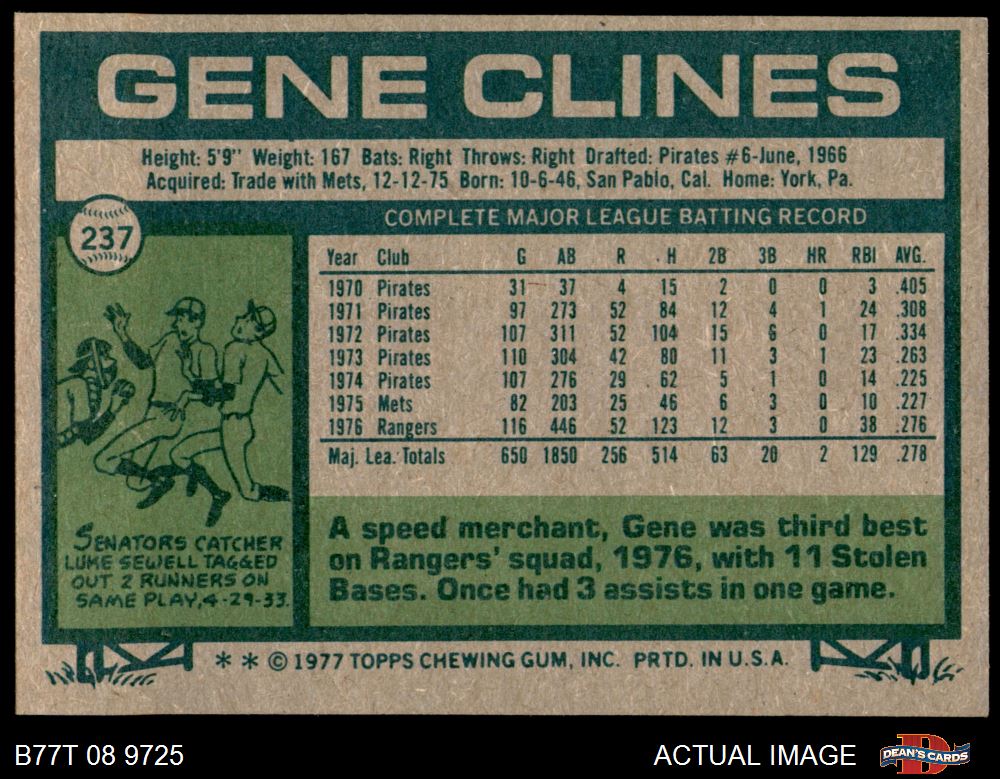 GENE CLINES
Height: 5'9" Weight: 167 Bats: Right Throws: Right Drafted: Pirates #6-June, 1966
Acquired: Trade with Mets, 12-12-75 Born: 10-6-46, San Pablo, Cal. Home: York, Pa.
237
COMPLETE MAJOR LEAGUE BATTING RECORD
Year Club G AB R H 2B 3B HR RBI AVG.
1970 Pirates 31 37 4 15 2 0 0 3 .405
1971 Pirates 97 273 52 84 12 4 1 24 .308
1972 Pirates 107 311 52 104 15 6 0 17 .334
1973 Pirates 110 304 42 80 11 3 1 23 .263
1974 Pirates 107 276 29 62 5 1 0 14 .225
1975 Mets 82 203 25 46 6 3 0 10 .227
1976 Rangers 116 446 52 123 12 3 0 38 .276
Maj. Lea. Totals 650 1850 256 514 63 20 2 129 .278
SENATORS CATCHER
LUKE SEWELL TAGGED
OUT 2 RUNNERS ON
SAME PLAY, 4-29-33.
A speed merchant, Gene was third best
on Rangers' squad, 1976, with 11 Stolen
Bases. Once had 3 assists in one game.
* * © 1977 TOPPS CHEWING GUM, INC. PRTD. IN U.S.A.
B77T 08 9725
ACTUAL IMAGE
DEAN'S CARDS